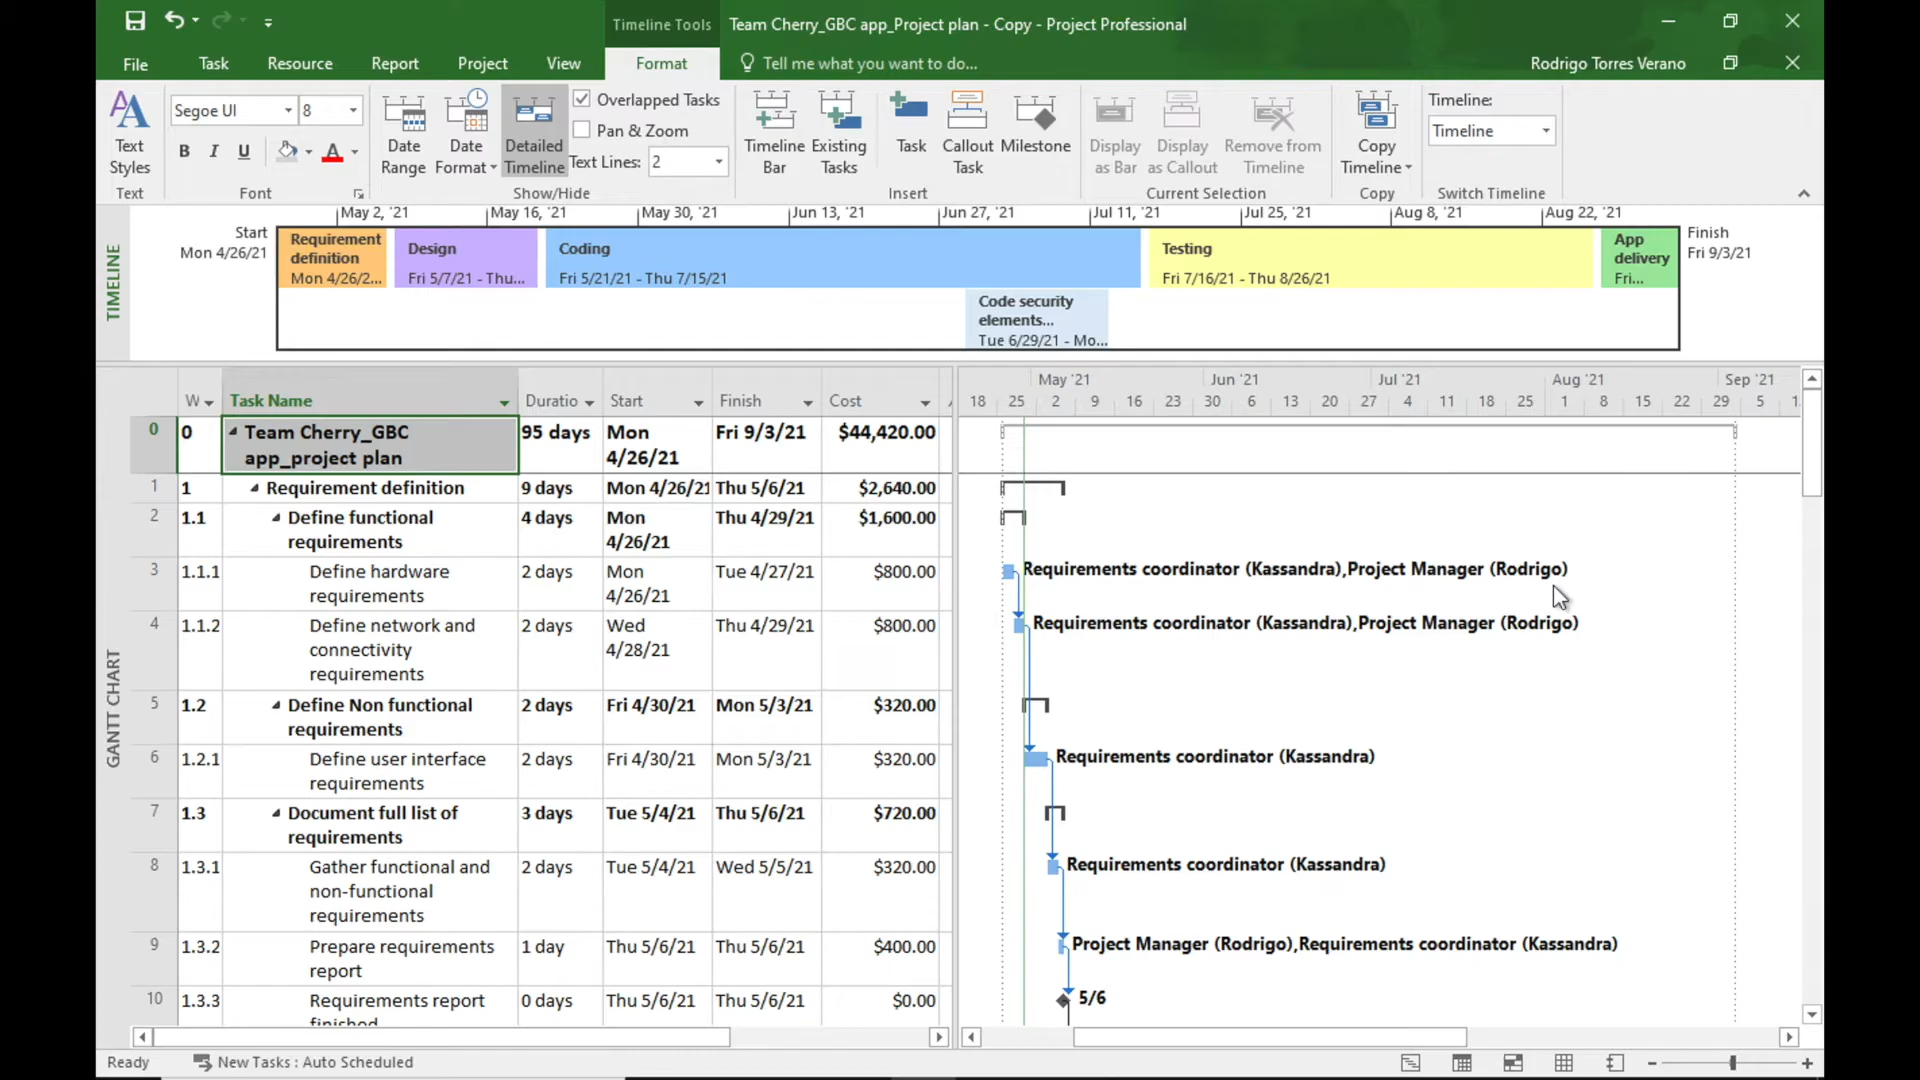 Timeline Tools
Team Cherry_GBC app_Project plan - Copy - Project Professional
File Task Resource Report Project View Format Tell me what you want to do... Rodrigo Torres Verano
Text Styles
Text
Segoe UI 8
B I U A
Font
Date Range
Date Format
Detailed Timeline
Overlapped Tasks
Pan & Zoom
Text Lines: 2
Show/Hide
Timeline Bar
Existing Tasks
Task
Callout Task
Milestone
Insert
Display as Bar
Display as Callout
Remove from Timeline
Current Selection
Copy Timeline
Copy
Timeline:
Timeline
Switch Timeline
TIMELINE
May 2, '21 May 16, '21 May 30, '21 Jun 13, '21 Jun 27, '21 Jul 11, '21 Jul 25, '21 Aug 8, '21 Aug 22, '21
Start
Mon 4/26/21
Requirement
definition
Mon 4/26/2...
Design
Fri 5/7/21 - Thu...
Coding
Fri 5/21/21 - Thu 7/15/21
Testing
Fri 7/16/21 - Thu 8/26/21
App
delivery
Fri...
Finish
Fri 9/3/21
Code security
elements...
Tue 6/29/21 - Mo...
GANTT CHART
W Task Name Duratio Start Finish Cost
May '21 Jun '21 Jul '21 Aug '21 Sep '21
18 25 2 9 16 23 30 6 13 20 27 4 11 18 25 1 8 15 22 29 5
0 0 Team Cherry_GBC 95 days Mon Fri 9/3/21 $44,420.00
app_project plan 4/26/21
1 1 Requirement definition 9 days Mon 4/26/21 Thu 5/6/21 $2,640.00
2 1.1 Define functional 4 days Mon Thu 4/29/21 $1,600.00
requirements 4/26/21
3 1.1.1 Define hardware 2 days Mon Tue 4/27/21 $800.00 Requirements coordinator (Kassandra),Project Manager (Rodrigo)
requirements 4/26/21
4 1.1.2 Define network and 2 days Wed Thu 4/29/21 $800.00 Requirements coordinator (Kassandra),Project Manager (Rodrigo)
connectivity 4/28/21
requirements
5 1.2 Define Non functional 2 days Fri 4/30/21 Mon 5/3/21 $320.00
requirements
6 1.2.1 Define user interface 2 days Fri 4/30/21 Mon 5/3/21 $320.00 Requirements coordinator (Kassandra)
requirements
7 1.3 Document full list of 3 days Tue 5/4/21 Thu 5/6/21 $720.00
requirements
8 1.3.1 Gather functional and 2 days Tue 5/4/21 Wed 5/5/21 $320.00 Requirements coordinator (Kassandra)
non-functional
requirements
9 1.3.2 Prepare requirements 1 day Thu 5/6/21 Thu 5/6/21 $400.00 Project Manager (Rodrigo),Requirements coordinator (Kassandra)
report
10 1.3.3 Requirements report 0 days Thu 5/6/21 Thu 5/6/21 $0.00 5/6
finished
Ready New Tasks : Auto Scheduled